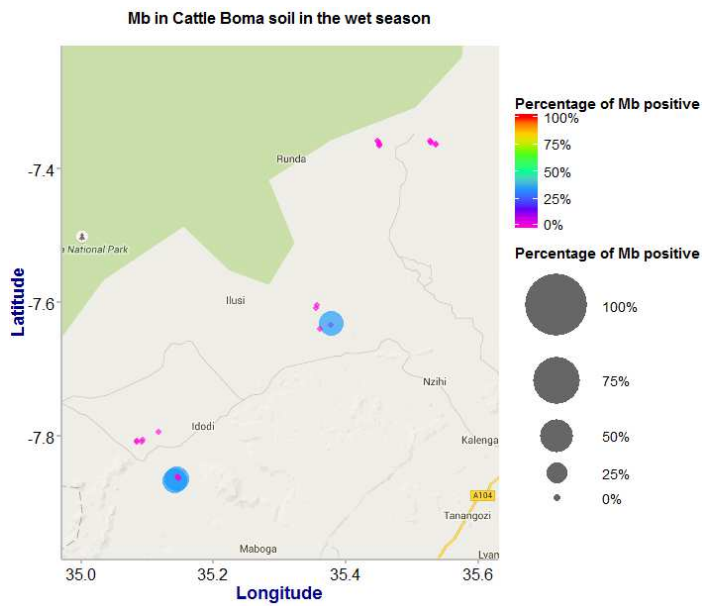 Mb in Cattle Boma soil in the wet season
Percentage of Mb positive
100%
75%
50%
25%
0%
Percentage of Mb positive
100%
75%
50%
25%
0%
Latitude
-7.4
-7.6
-7.8
Runda
a National Park
Ilusi
Nzihi
Idodi
Kalenga
A104
Tanangozi
Maboga
Lyam
35.0
35.2
35.4
35.6
Longitude